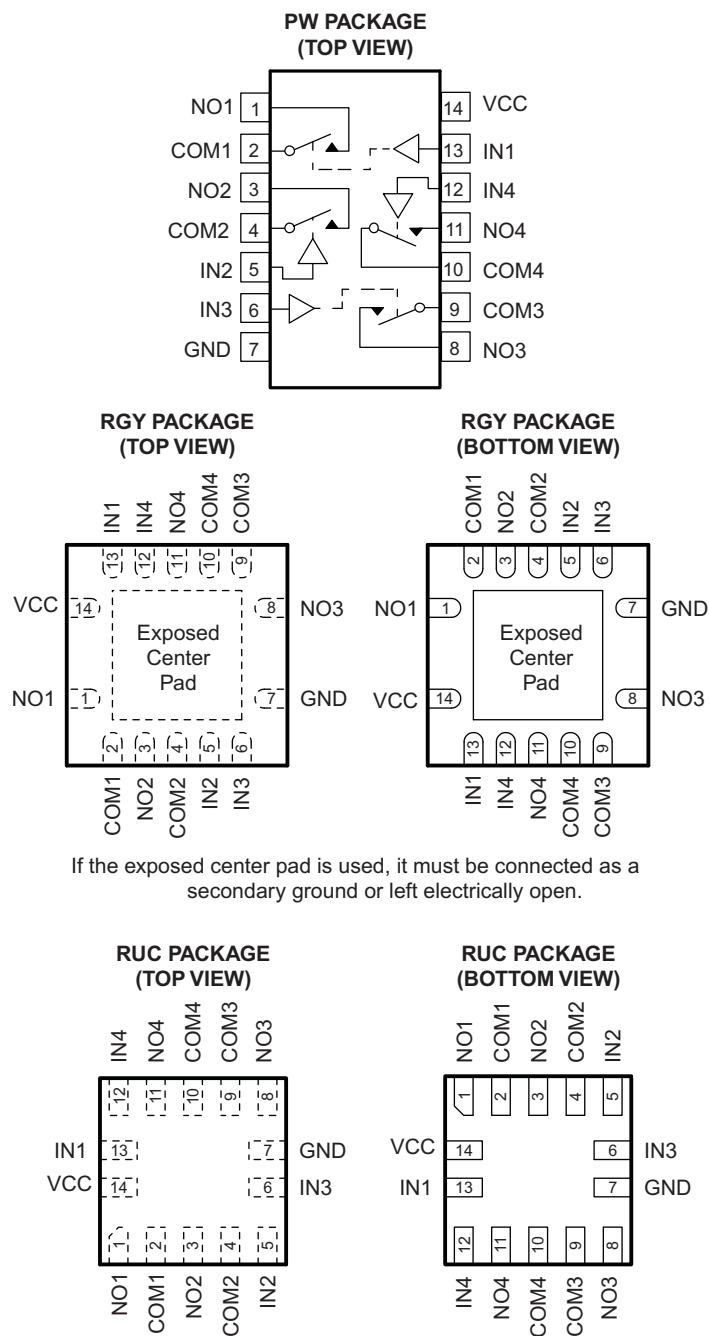 PW PACKAGE
(TOP VIEW)
NO1 1
COM1 2
NO2 3
COM2 4
IN2 5
IN3 6
GND 7
14 VCC
13 IN1
12 IN4
11 NO4
10 COM4
9 COM3
8 NO3
RGY PACKAGE
(TOP VIEW)
IN1 IN4 NO4 COM4 COM3
13 12 11 10 9
VCC 14 8 NO3
Exposed
Center
Pad
NO1 1 7 GND
2 3 4 5 6
COM1 NO2 COM2 IN2 IN3
RGY PACKAGE
(BOTTOM VIEW)
COM1 NO2 COM2 IN2 IN3
2 3 4 5 6
NO1 1 7 GND
Exposed
Center
Pad
VCC 14 8 NO3
13 12 11 10 9
IN1 IN4 NO4 COM4 COM3
If the exposed center pad is used, it must be connected as a
secondary ground or left electrically open.
RUC PACKAGE
(TOP VIEW)
IN4 NO4 COM4 COM3 NO3
12 11 10 9 8
IN1 13 7 GND
VCC 14 6 IN3
1 2 3 4 5
NO1 COM1 NO2 COM2 IN2
RUC PACKAGE
(BOTTOM VIEW)
NO1 COM1 NO2 COM2 IN2
1 2 3 4 5
VCC 14 6 IN3
IN1 13 7 GND
12 11 10 9 8
IN4 NO4 COM4 COM3 NO3